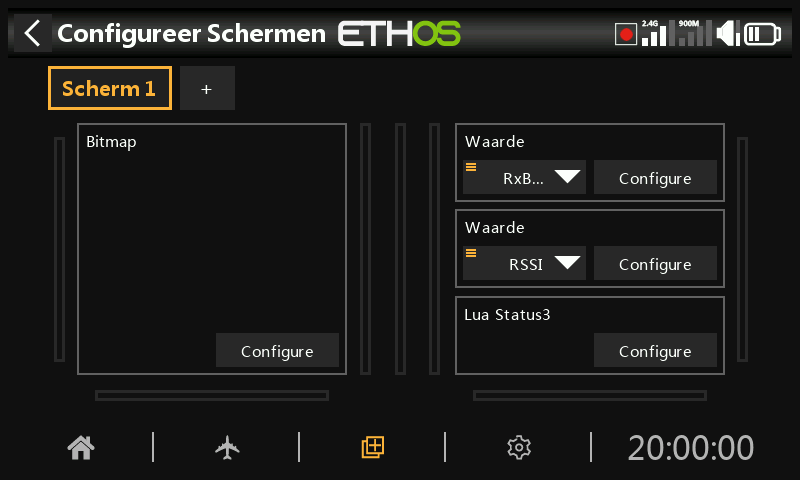 Configureer Schermen ETHOS 2.4G 900M
Scherm 1 +
Bitmap
Configure
Waarde
RxB... Configure
Waarde
RSSI Configure
Lua Status3
Configure
20:00:00